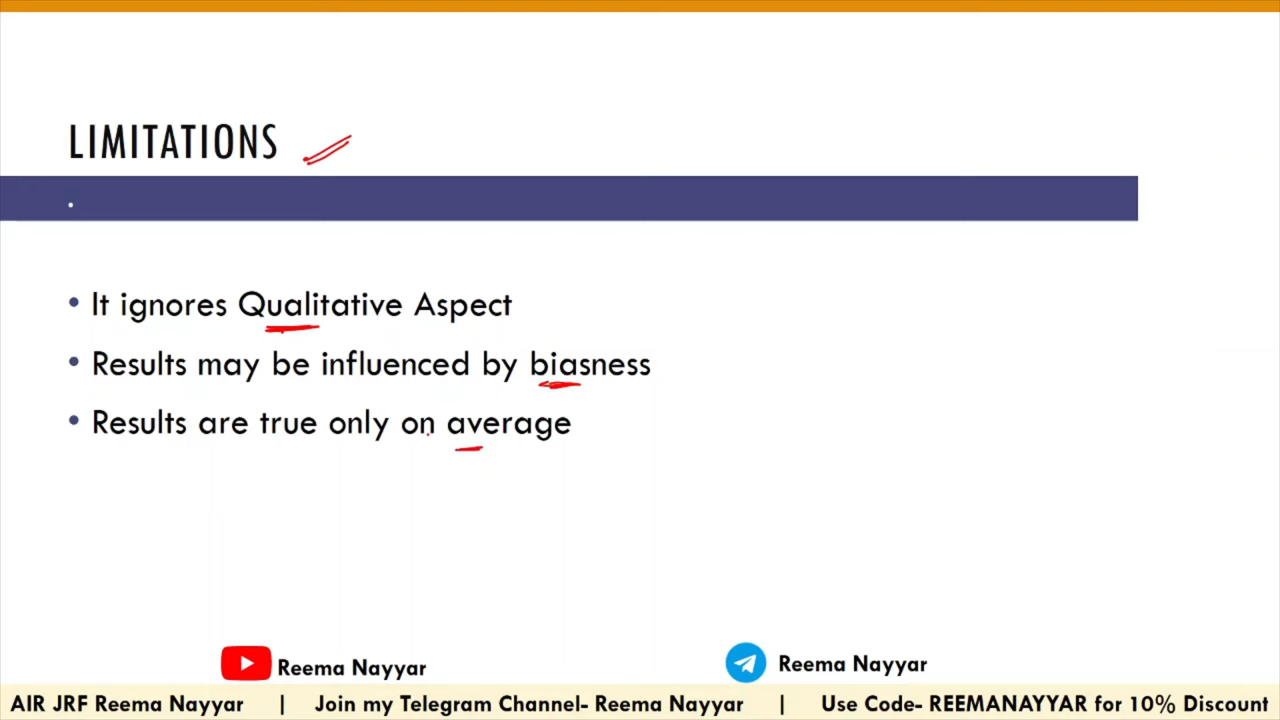 LIMITATIONS
• It ignores Qualitative Aspect
• Results may be influenced by biasness
• Results are true only on average
Reema Nayyar
Reema Nayyar
AIR JRF Reema Nayyar | Join my Telegram Channel- Reema Nayyar | Use Code- REEMANAYYAR for 10% Discount